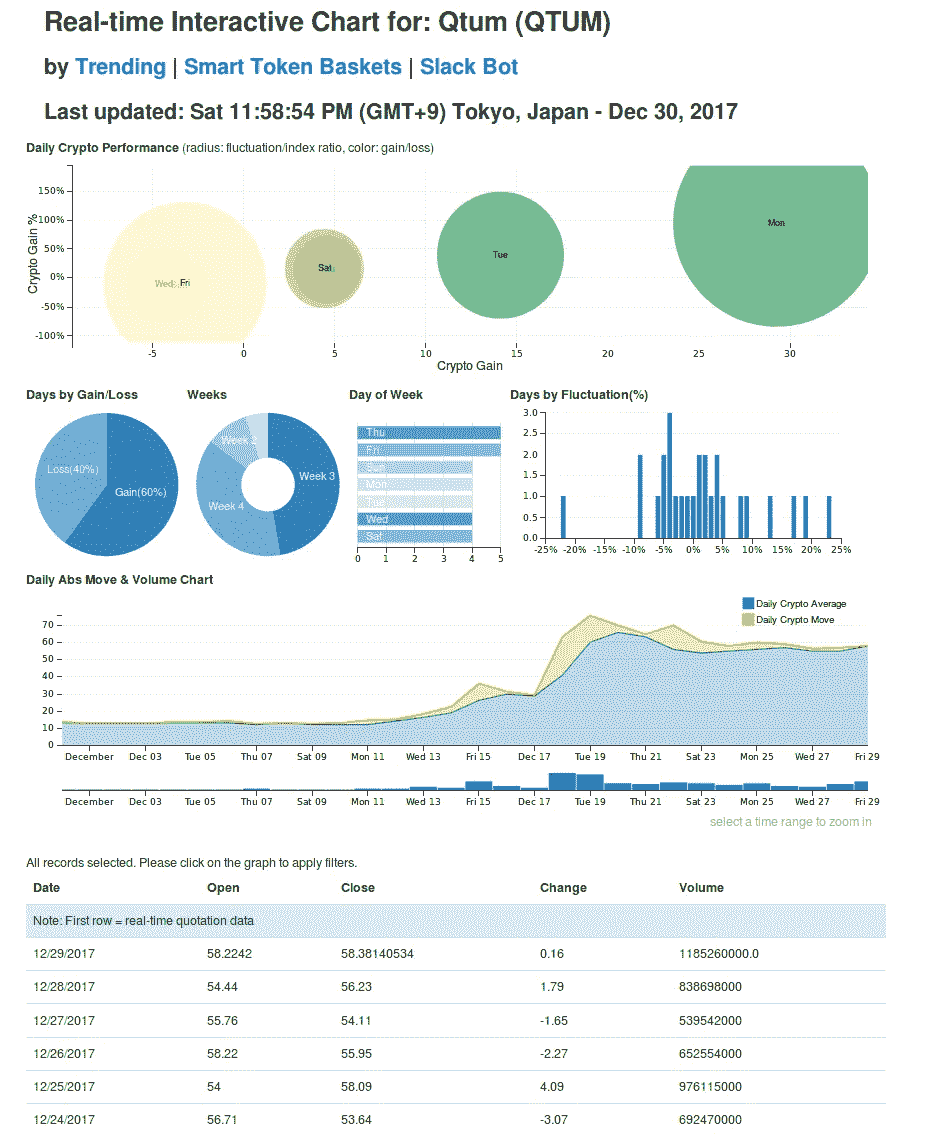 Real-time Interactive Chart for: Qtum (QTUM)
by Trending | Smart Token Baskets | Slack Bot
Last updated: Sat 11:58:54 PM (GMT+9) Tokyo, Japan - Dec 30, 2017
Daily Crypto Performance (radius: fluctuation/index ratio, color: gain/loss)
Crypto Gain %
150%
100%
50%
0%
-50%
-100%
Wed Fri
Sat
Tue
Mon
-5 0 5 10 15 20 25 30
Crypto Gain
Days by Gain/Loss Weeks Day of Week Days by Fluctuation(%)
Loss(40%)
Gain(60%)
Week 2
Week 3
Week 4
Thu
Fri
Sun
Mon
Wed
Sat
0 1 2 3 4 5
3.0
2.5
2.0
1.5
1.0
0.5
0.0
-25% -20% -15% -10% -5% 0% 5% 10% 15% 20% 25%
Daily Abs Move & Volume Chart
Daily Crypto Average
Daily Crypto Move
70
60
50
40
30
20
10
0
December Dec 03 Tue 05 Thu 07 Sat 09 Mon 11 Wed 13 Fri 15 Dec 17 Tue 19 Thu 21 Sat 23 Mon 25 Wed 27 Fri 29
December Dec 03 Tue 05 Thu 07 Sat 09 Mon 11 Wed 13 Fri 15 Dec 17 Tue 19 Thu 21 Sat 23 Mon 25 Wed 27 Fri 29
select a time range to zoom in
All records selected. Please click on the graph to apply filters.
Date Open Close Change Volume
Note: First row = real-time quotation data
12/29/2017 58.2242 58.38140534 0.16 1185260000.0
12/28/2017 54.44 56.23 1.79 838698000
12/27/2017 55.76 54.11 -1.65 539542000
12/26/2017 58.22 55.95 -2.27 652554000
12/25/2017 54 58.09 4.09 976115000
12/24/2017 56.71 53.64 -3.07 692470000